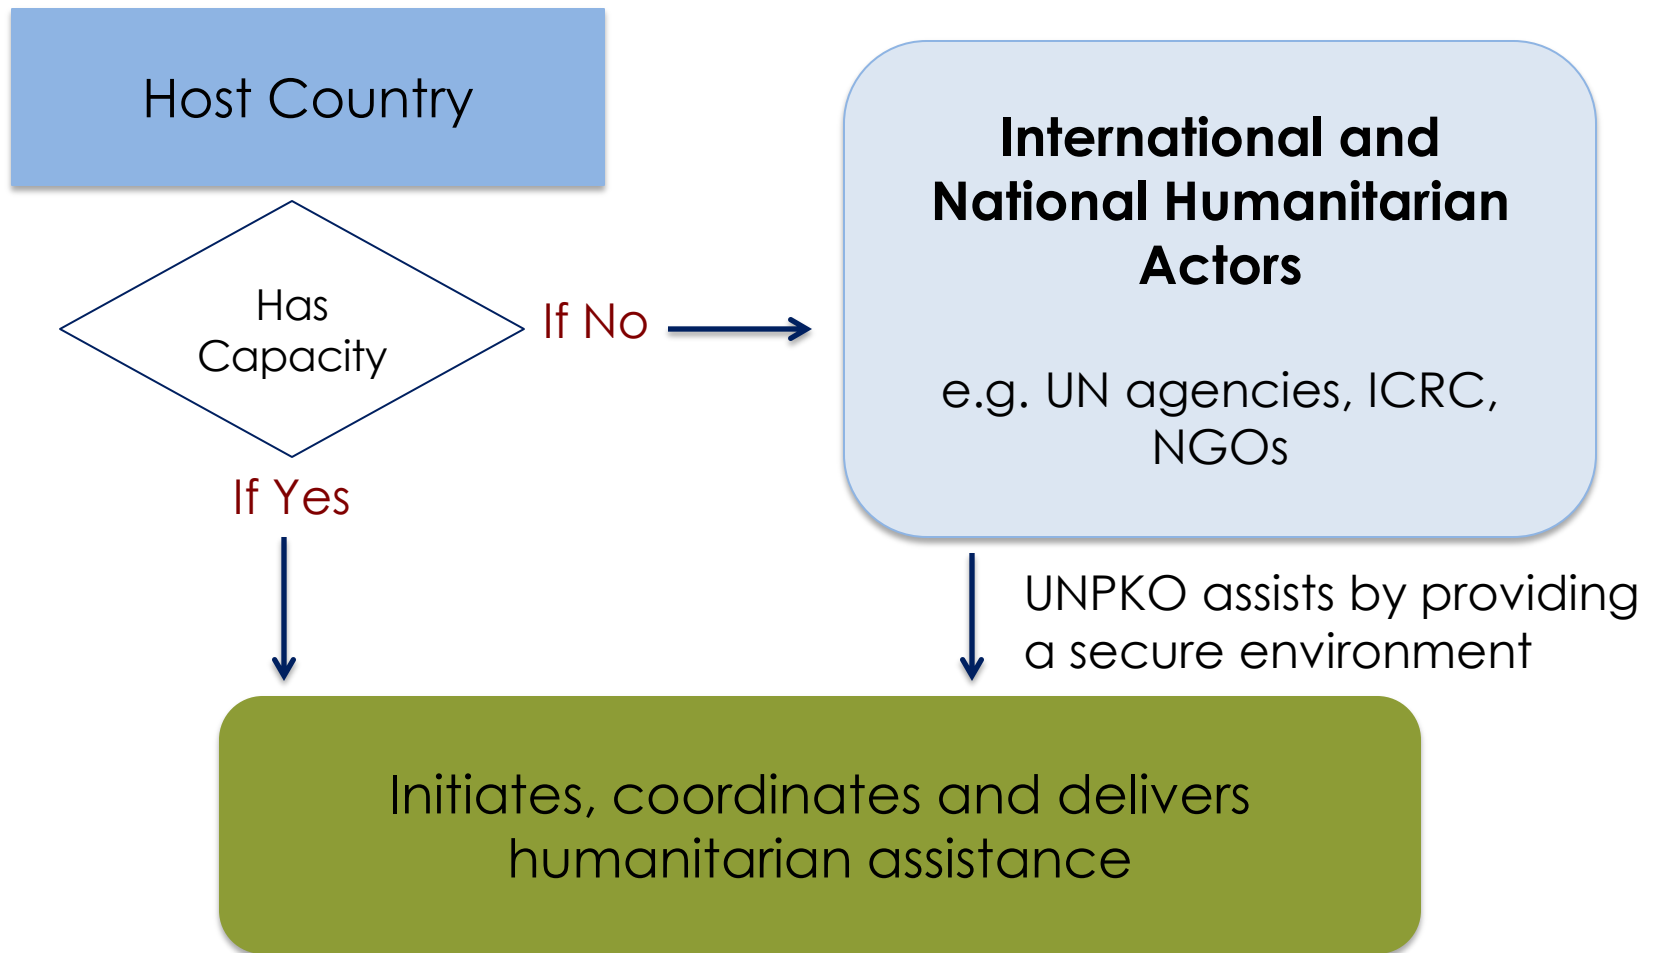 Host Country
Has
Capacity
If No
If Yes
International and
National Humanitarian
Actors
e.g. UN agencies, ICRC,
NGOs
UNPKO assists by providing
a secure environment
Initiates, coordinates and delivers
humanitarian assistance